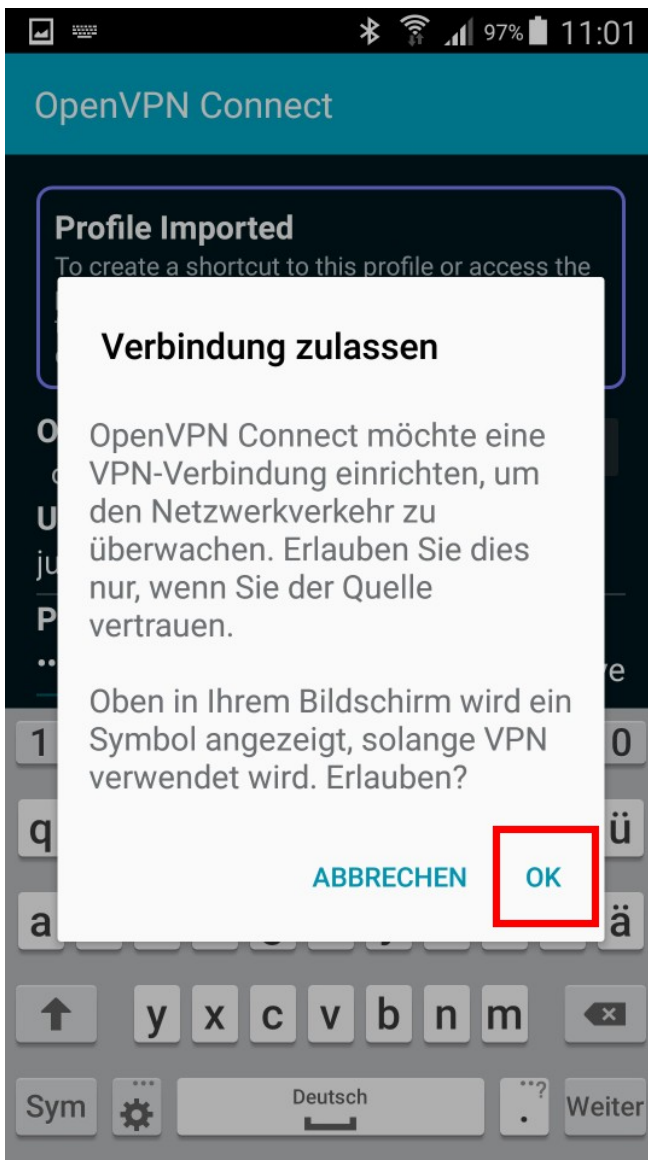 97% 11:01
OpenVPN Connect
Profile Imported
To create a shortcut to this profile or access the
Verbindung zulassen
O
OpenVPN Connect möchte eine
VPN-Verbindung einrichten, um
U
den Netzwerkverkehr zu
ju
überwachen. Erlauben Sie dies
nur, wenn Sie der Quelle
P
vertrauen.
•• ve
Oben in Ihrem Bildschirm wird ein
1 Symbol angezeigt, solange VPN 0
verwendet wird. Erlauben?
q ü
ABBRECHEN OK
a ä
y x c v b n m
Sym Deutsch . ? Weiter